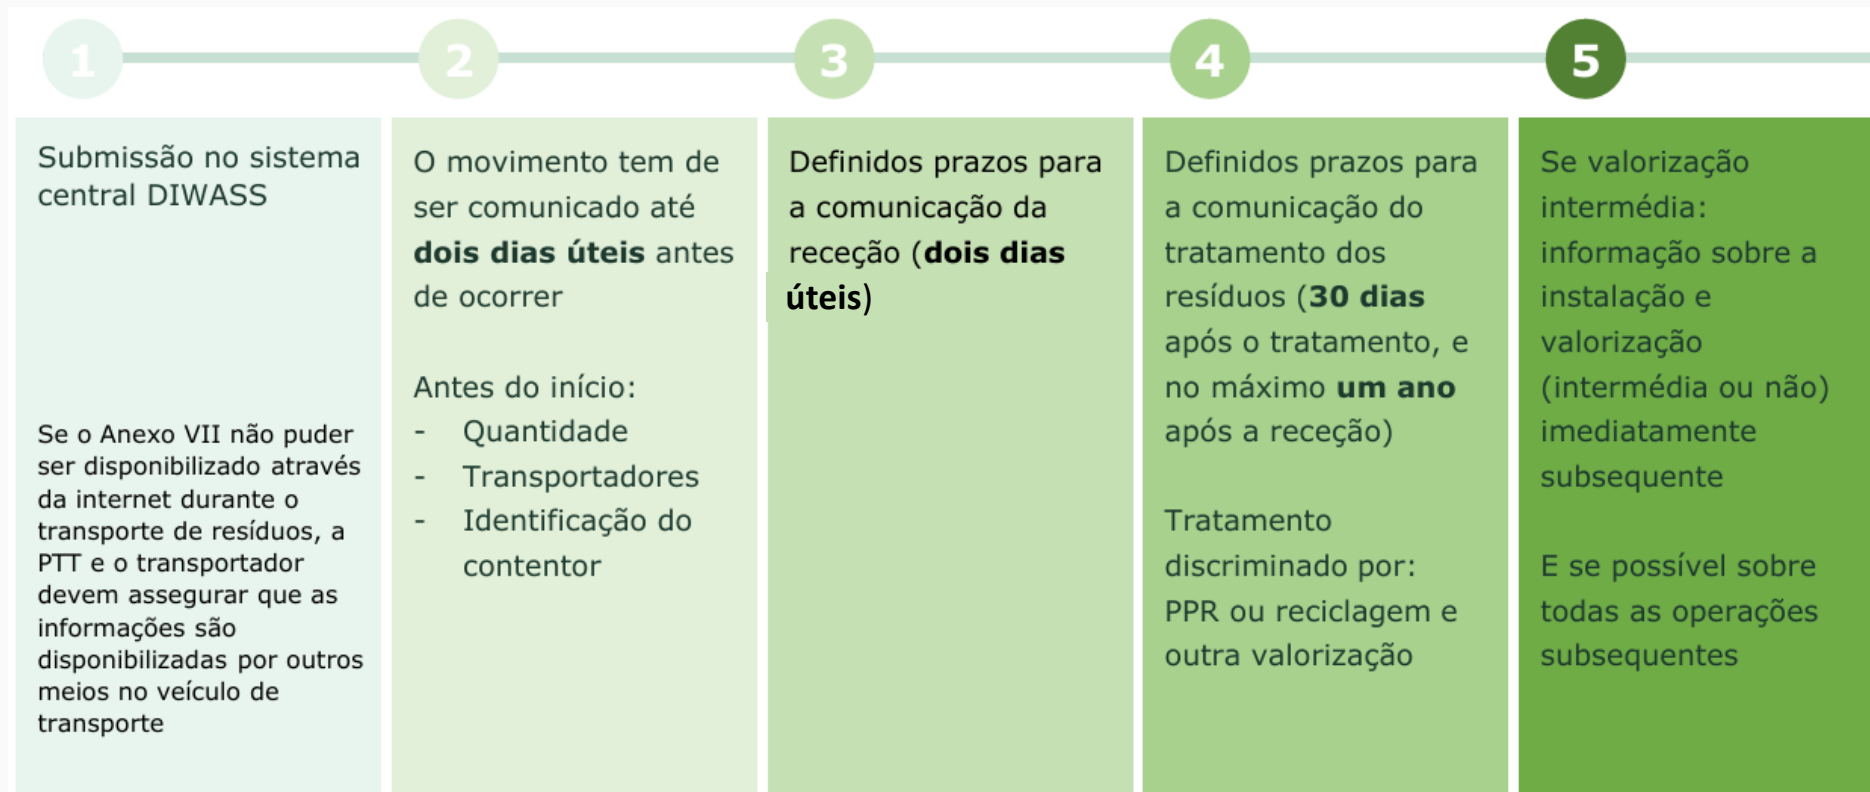 1
Submissão no sistema
central DIWASS
Se o Anexo VII não puder
ser disponibilizado através
da internet durante o
transporte de resíduos, a
PTT e o transportador
devem assegurar que as
informações são
disponibilizadas por outros
meios no veículo de
transporte
2
O movimento tem de
ser comunicado até
dois dias úteis antes
de ocorrer
Antes do início:
- Quantidade
- Transportadores
- Identificação do
contentor
3
Definidos prazos para
a comunicação da
receção (dois dias
úteis)
4
Definidos prazos para
a comunicação do
tratamento dos
resíduos (30 dias
após o tratamento, e
no máximo um ano
após a receção)
Tratamento
discriminado por:
PPR ou reciclagem e
outra valorização
5
Se valorização
intermédia:
informação sobre a
instalação e
valorização
(intermédia ou não)
imediatamente
subsequente
E se possível sobre
todas as operações
subsequentes